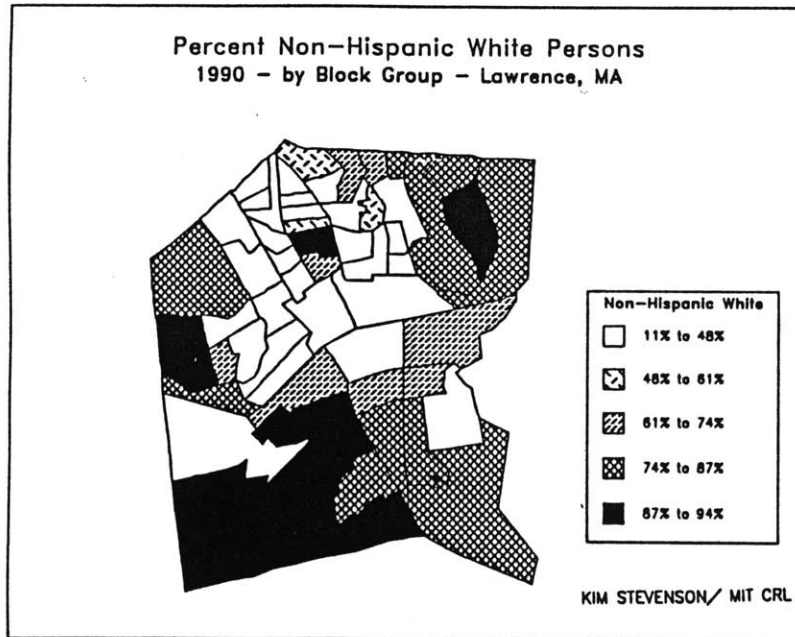 Percent Non-Hispanic White Persons
1990 - by Block Group - Lawrence, MA
Non-Hispanic White
11% to 48%
48% to 61%
61% to 74%
74% to 87%
87% to 94%
KIM STEVENSON/ MIT CRL